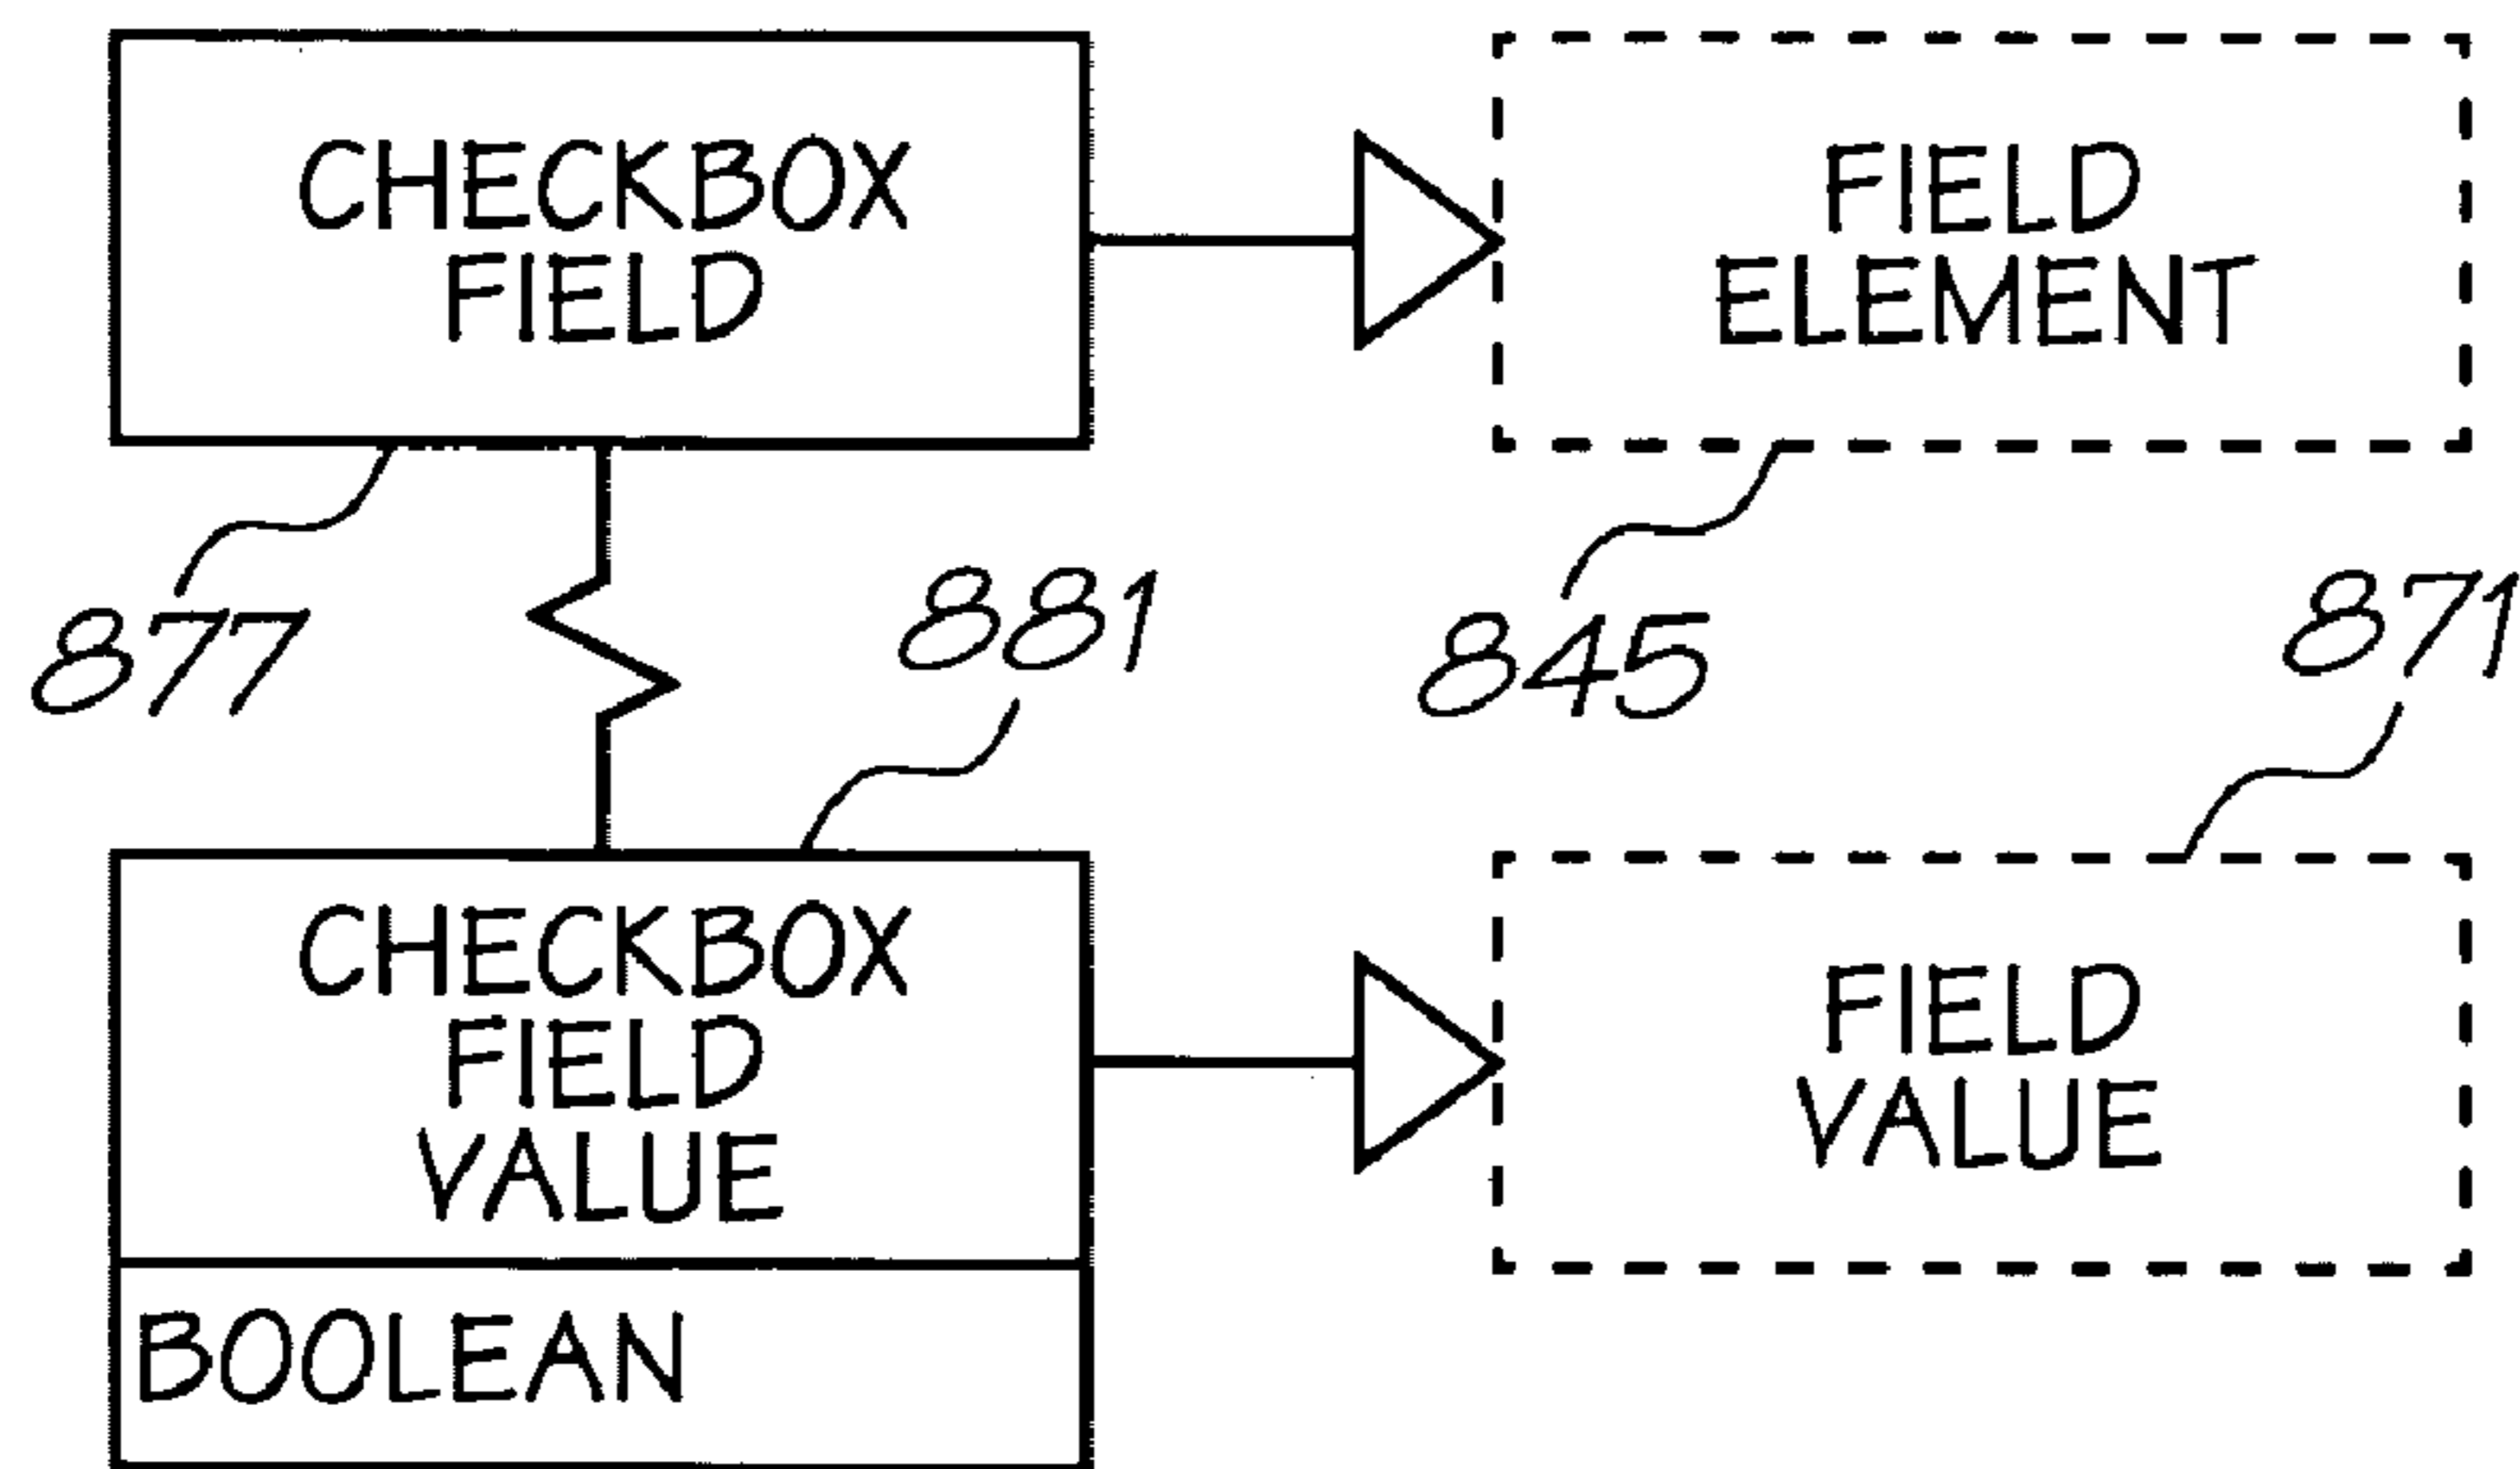 CHECKBOX
FIELD
FIELD
ELEMENT
877
881
845
871
CHECKBOX
FIELD
VALUE
BOOLEAN
FIELD
VALUE